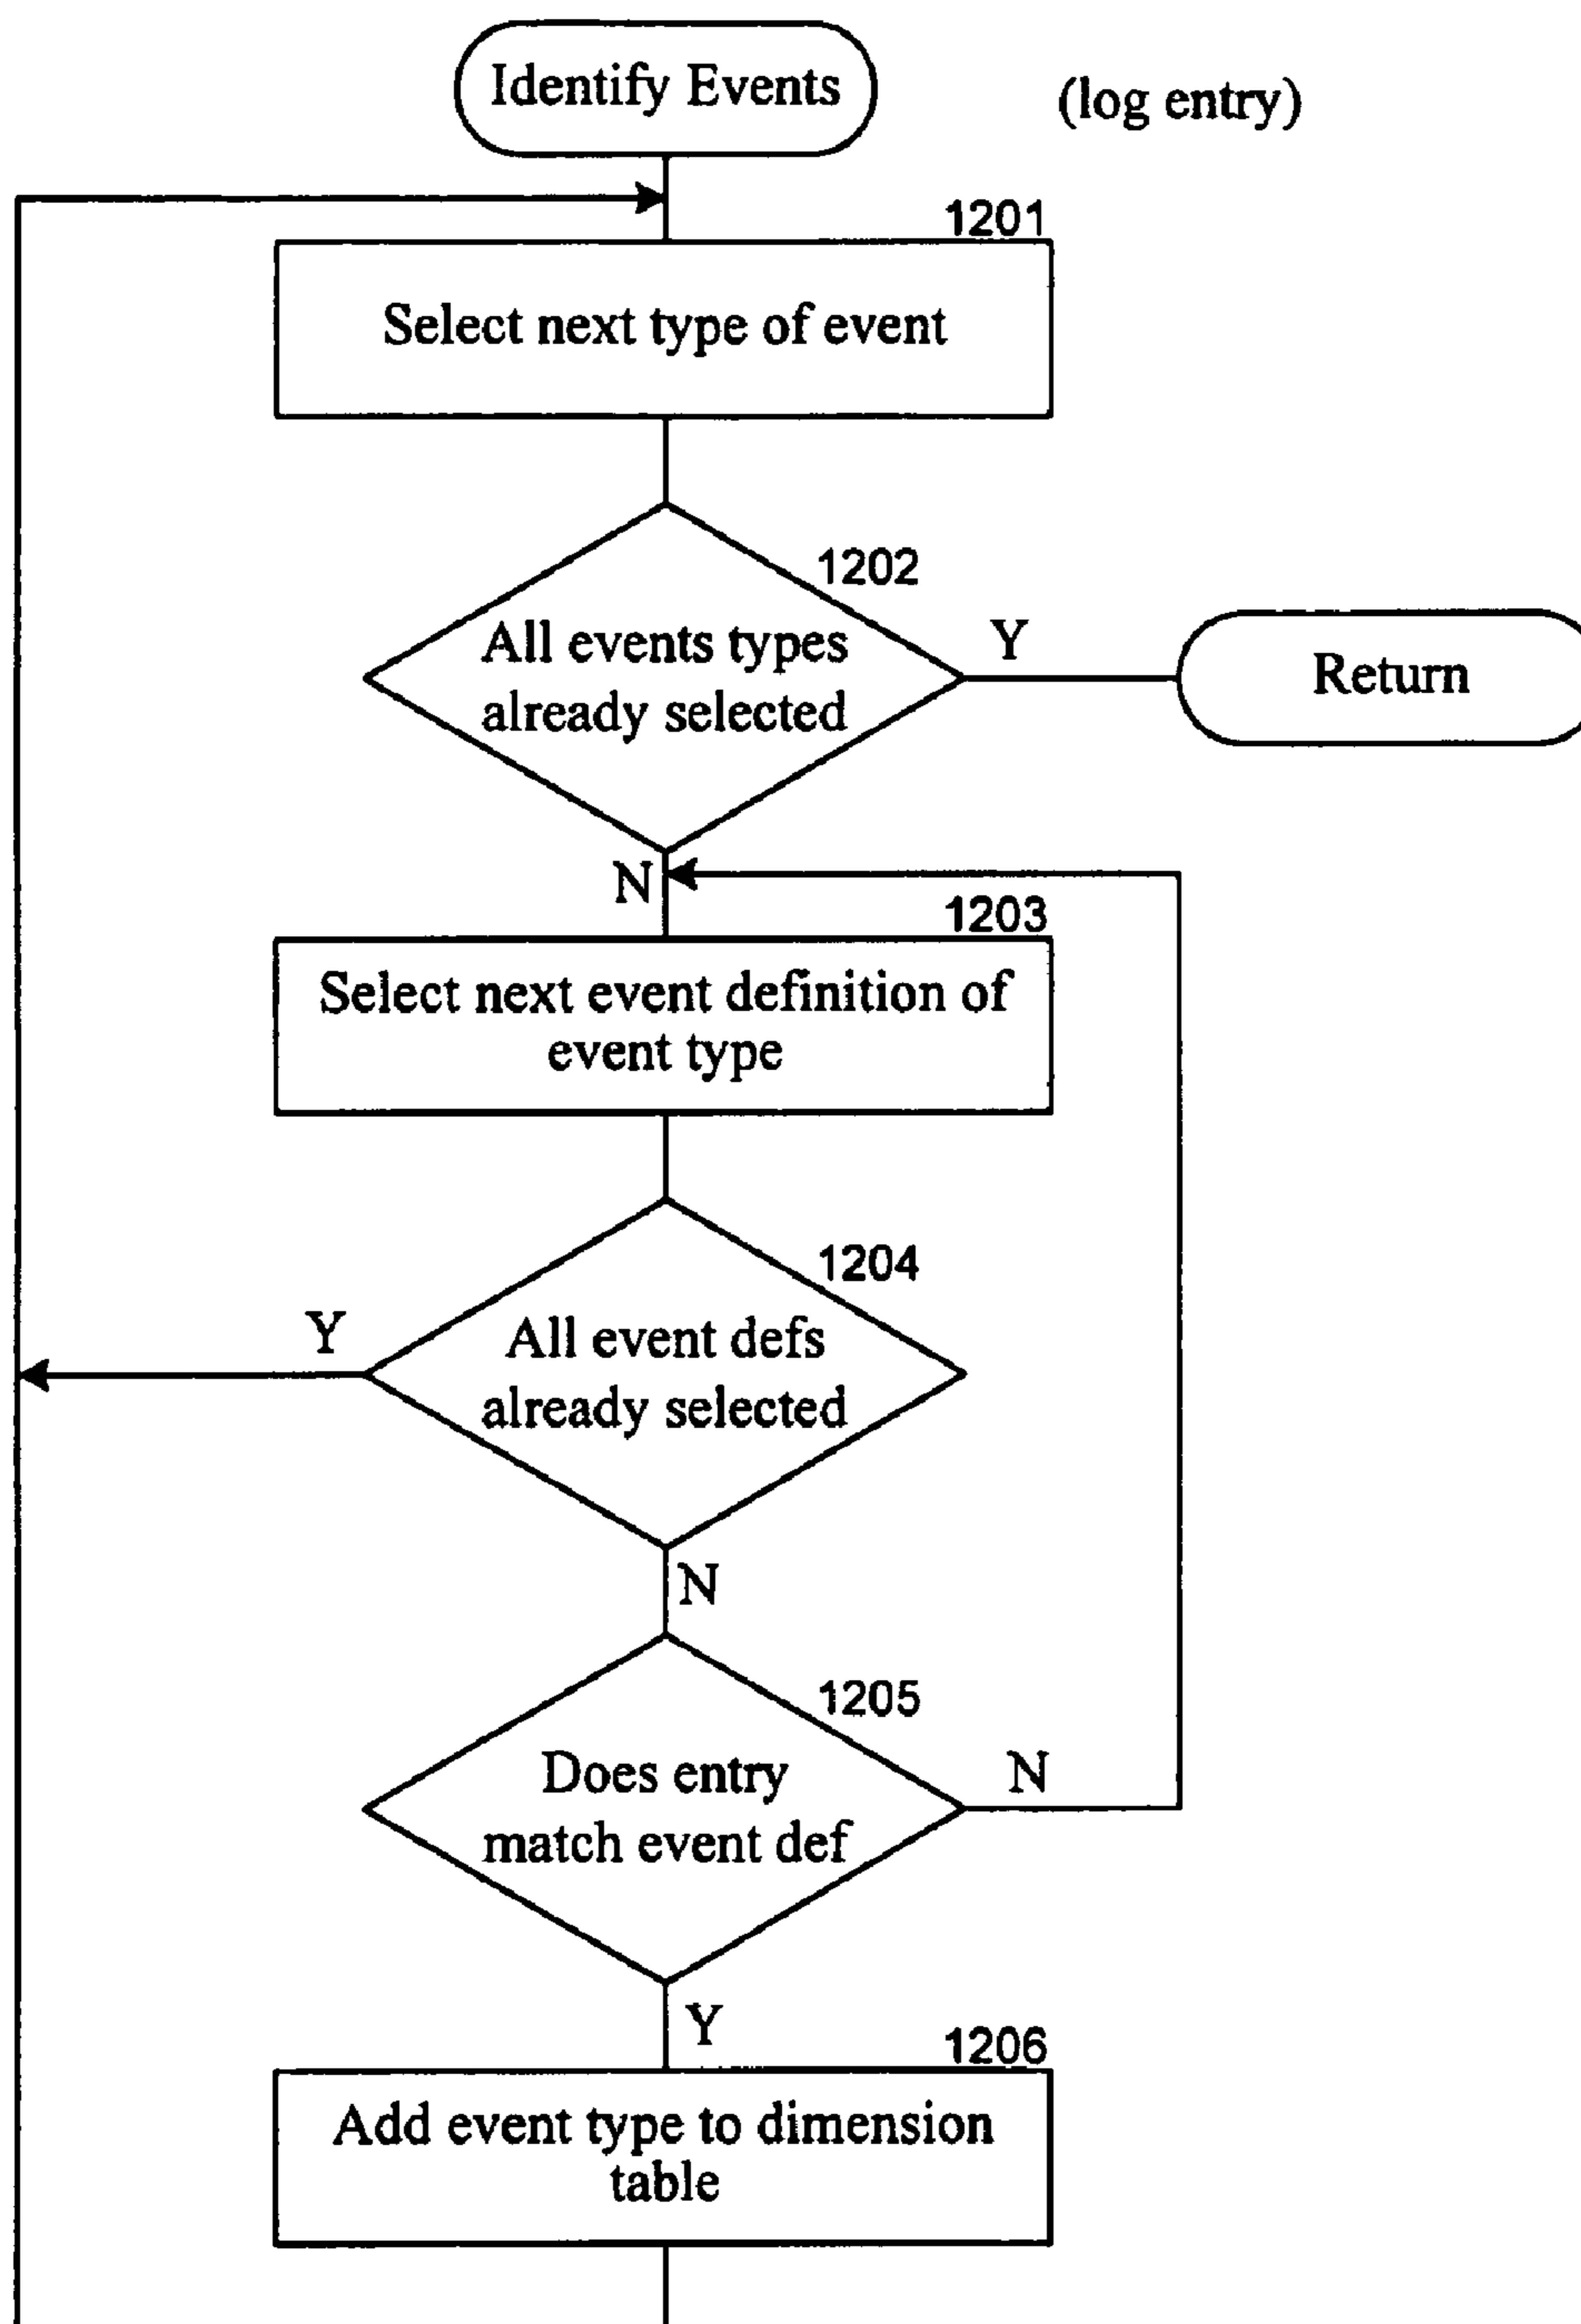 Identify Events
(log entry)
1201
Select next type of event
1202
All events types
already selected
Y
Return
N
1203
Select next event definition of
event type
1204
Y
All event defs
already selected
N
1205
Does entry
match event def
N
Y
1206
Add event type to dimension
table